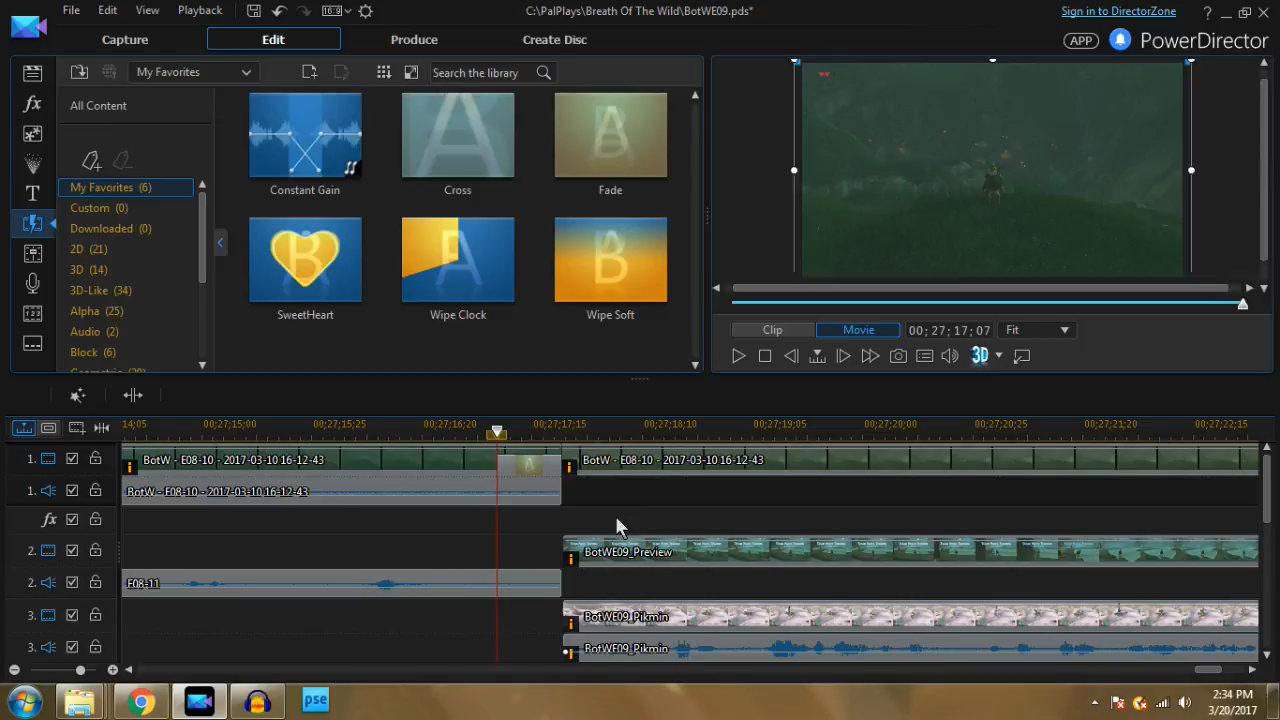 File Edit View Playback 16:9 C:\PalPlays\Breath Of The Wild\BotWE09.pds* Sign in to DirectorZone ?
Capture Edit Produce Create Disc APP PowerDirector
My Favorites Search the library
All Content
My Favorites (6)
Custom (0)
Downloaded (0)
2D (21)
3D (14)
3D-Like (34)
Alpha (25)
Audio (2)
Block (6)
fx
T
Constant Gain Cross Fade
SweetHeart Wipe Clock Wipe Soft
Clip Movie 00; 27; 17; 07 Fit
3D
14;05 00;27;15;00 00;27;15;25 00;27;16;20 00;27;17;15 00;27;18;10 00;27;19;05 00;27;20;00 00;27;20;25 00;27;21;20 00;27;22;15
1. BotW - E08-10 - 2017-03-10 16-12-43 A BotW - E08-10 - 2017-03-10 16-12-43
1. BotW - E08-10 - 2017-03-10 16-12-43
fx
2. BotWE09_Preview
2. E08-11
3. BotWE09_Pikmin
3. BotWE09_Pikmin
pse 2:34 PM
3/20/2017